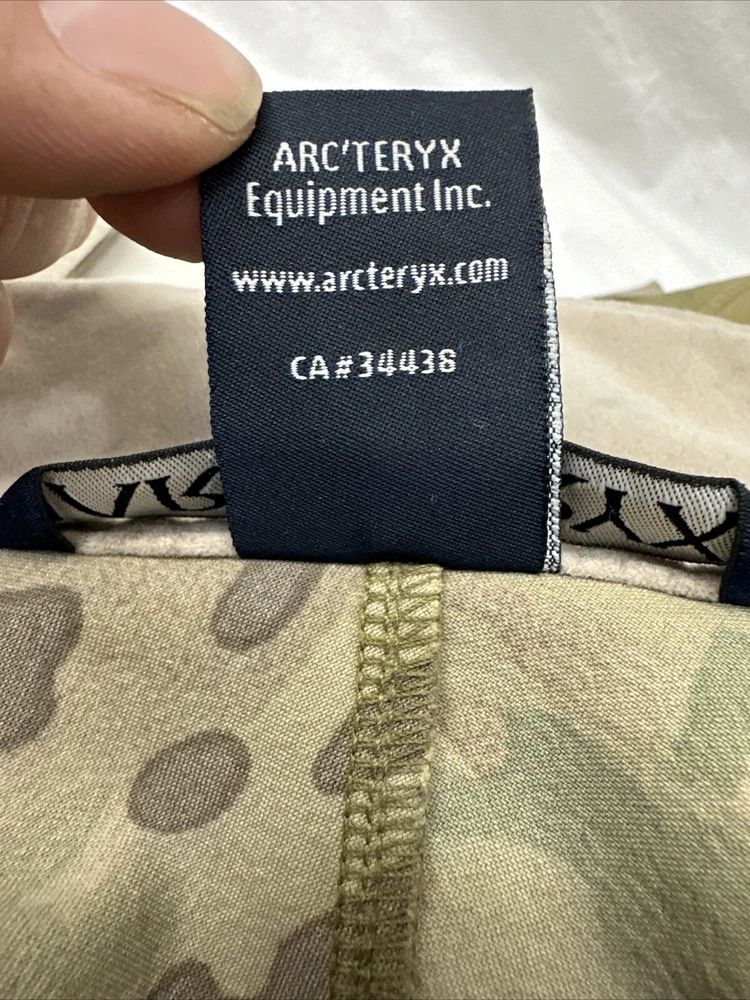 ARC'TERYX
Equipment Inc.
www.arcteryx.com
CA#34438